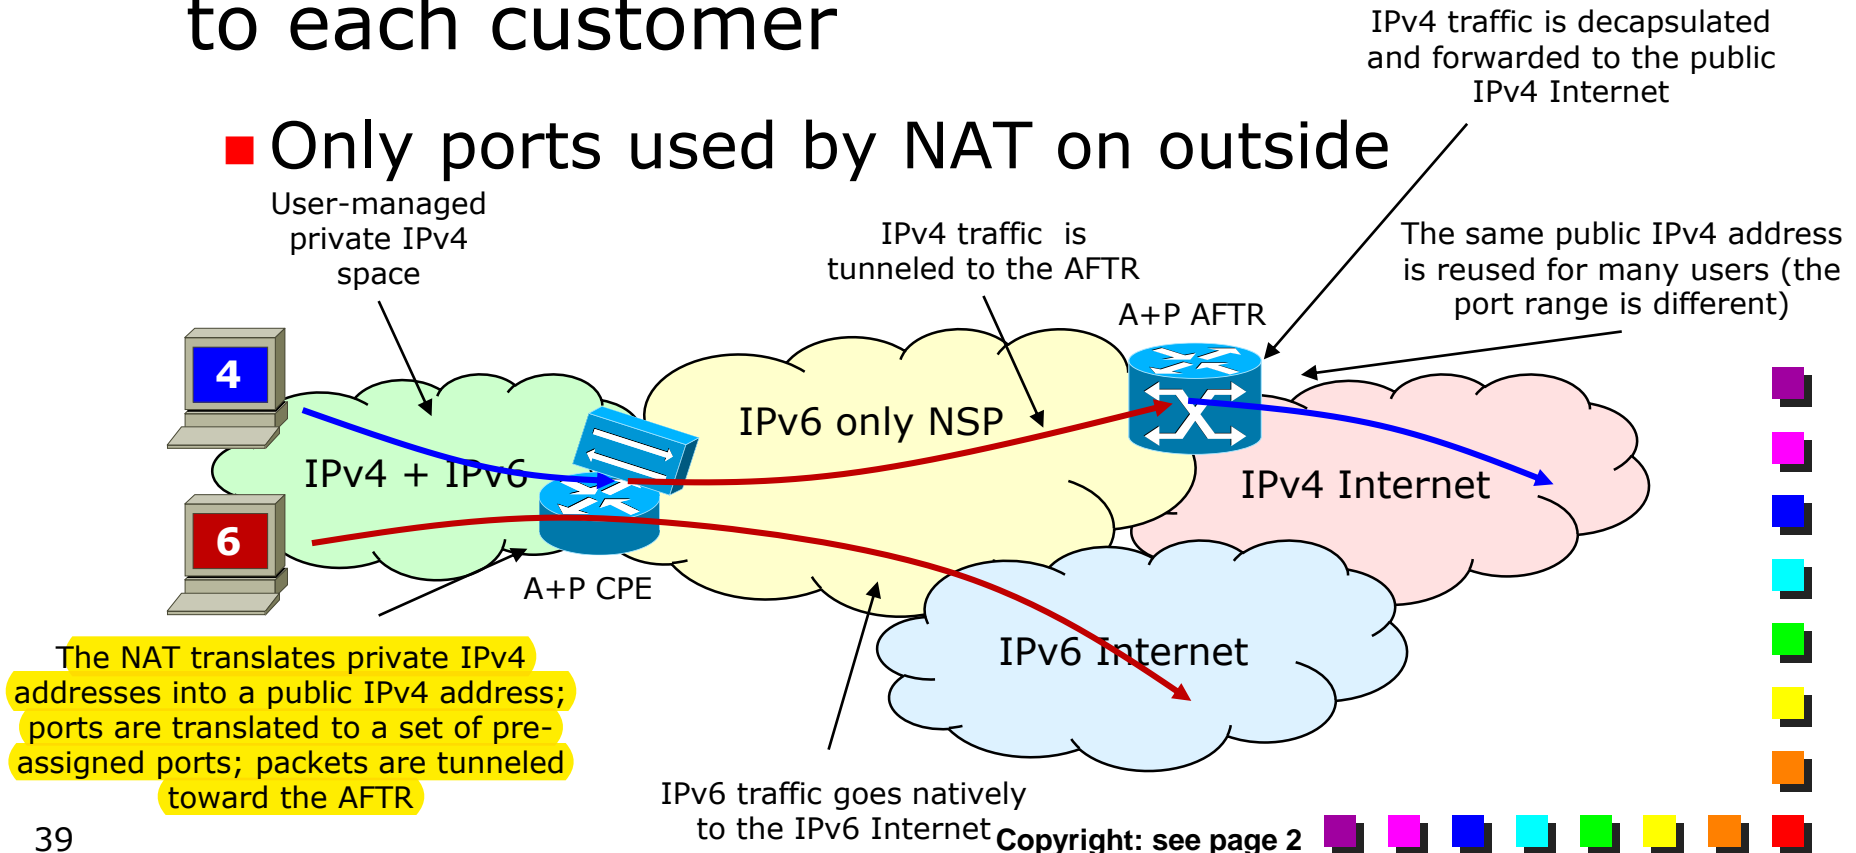 to each customer
Only ports used by NAT on outside
IPv4 traffic is decapsulated
and forwarded to the public
IPv4 Internet
User-managed
private IPv4
space
IPv4 traffic is
tunneled to the AFTR
The same public IPv4 address
is reused for many users (the
port range is different)
A+P AFTR
4
IPv6 only NSP
IPv4 + IPv6
IPv4 Internet
6
A+P CPE
IPv6 Internet
The NAT translates private IPv4
addresses into a public IPv4 address;
ports are translated to a set of pre-
assigned ports; packets are tunneled
toward the AFTR
IPv6 traffic goes natively
to the IPv6 Internet
39
Copyright: see page 2